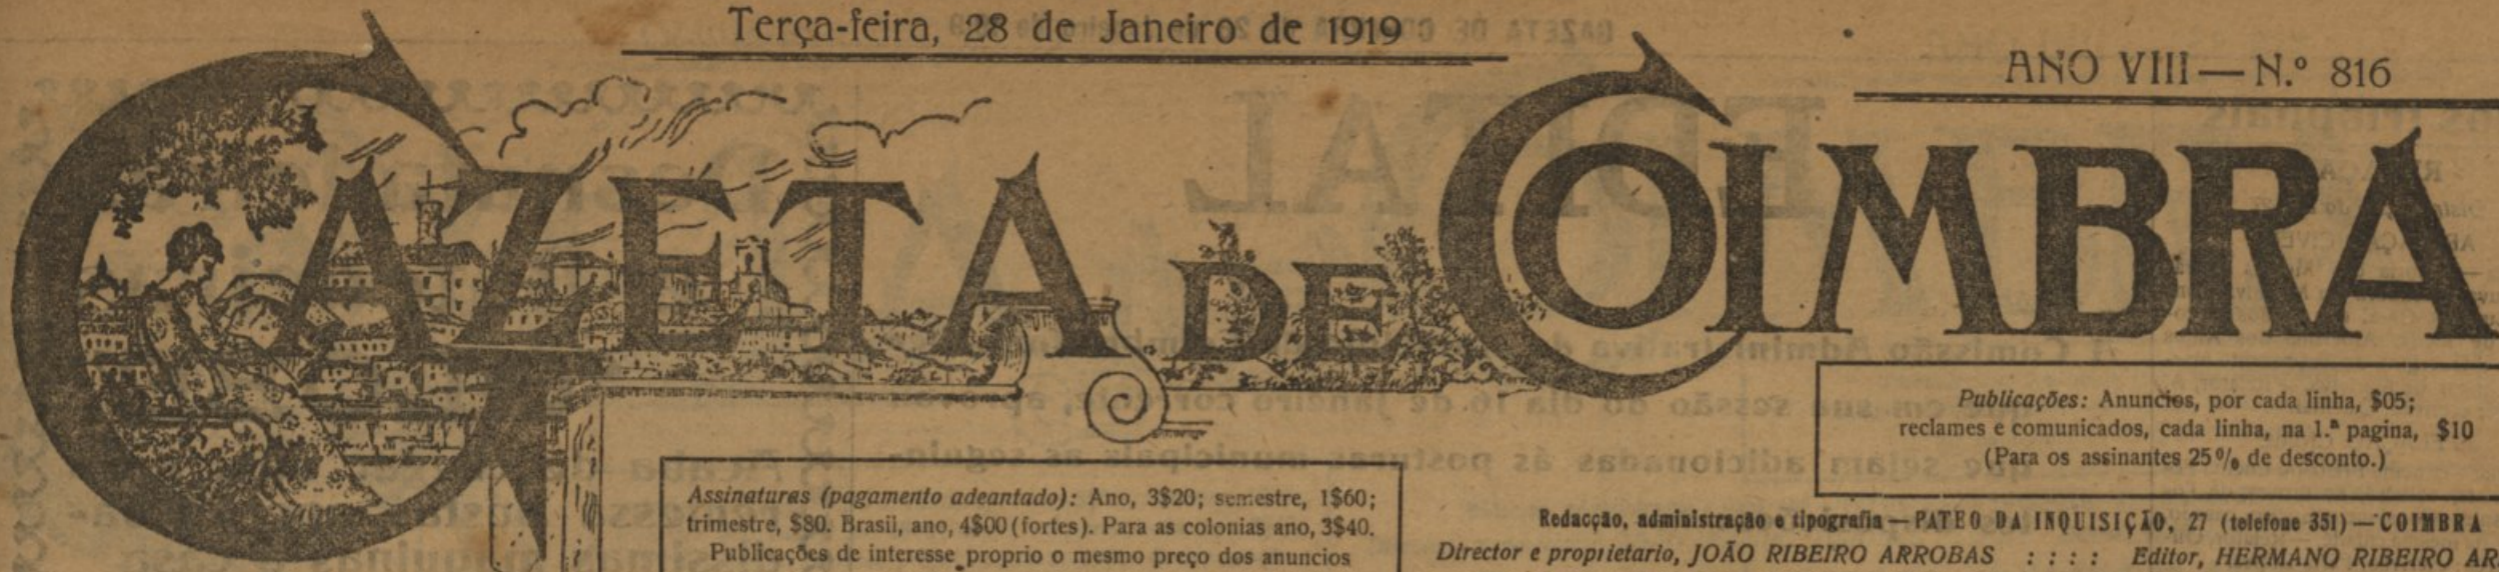 Terça-feira, 28 de Janeiro de 1919
ANO VIII — N.º 816
GAZETA DE COIMBRA
Publicações: Anuncios, por cada linha, $05;
reclames e comunicados, cada linha, na 1.ª pagina, $10
(Para os assinantes 25% de desconto.)
Assinaturas (pagamento adeantado): Ano, 3$20; semestre, 1$60;
trimestre, $80. Brasil, ano, 4$00 (fortes). Para as colonias ano, 3$40.
Publicações de interesse proprio o mesmo preço dos anuncios
Redacção, administração e tipografia — PATEO DA INQUISIÇÃO, 27 (telefone 351) — COIMBRA
Director e proprietario, JOÃO RIBEIRO ARROBAS : : : : Editor, HERMANO RIBEIRO AR